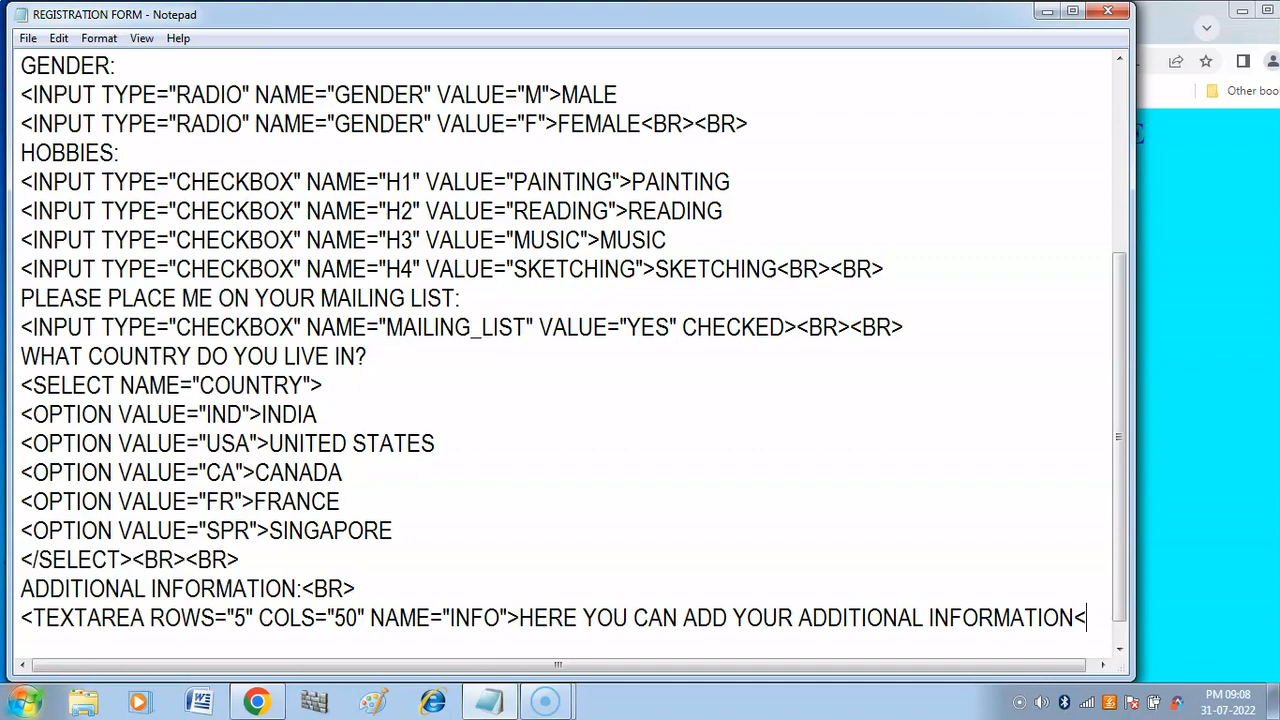 REGISTRATION FORM - Notepad
File Edit Format View Help
GENDER:
<INPUT TYPE="RADIO" NAME="GENDER" VALUE="M">MALE
<INPUT TYPE="RADIO" NAME="GENDER" VALUE="F">FEMALE<BR><BR>
HOBBIES:
<INPUT TYPE="CHECKBOX" NAME="H1" VALUE="PAINTING">PAINTING
<INPUT TYPE="CHECKBOX" NAME="H2" VALUE="READING">READING
<INPUT TYPE="CHECKBOX" NAME="H3" VALUE="MUSIC">MUSIC
<INPUT TYPE="CHECKBOX" NAME="H4" VALUE="SKETCHING">SKETCHING<BR><BR>
PLEASE PLACE ME ON YOUR MAILING LIST:
<INPUT TYPE="CHECKBOX" NAME="MAILING_LIST" VALUE="YES" CHECKED><BR><BR>
WHAT COUNTRY DO YOU LIVE IN?
<SELECT NAME="COUNTRY">
<OPTION VALUE="IND">INDIA
<OPTION VALUE="USA">UNITED STATES
<OPTION VALUE="CA">CANADA
<OPTION VALUE="FR">FRANCE
<OPTION VALUE="SPR">SINGAPORE
</SELECT><BR><BR>
ADDITIONAL INFORMATION:<BR>
<TEXTAREA ROWS="5" COLS="50" NAME="INFO">HERE YOU CAN ADD YOUR ADDITIONAL INFORMATION<
Other boo
E
PM 09:08
31-07-2022